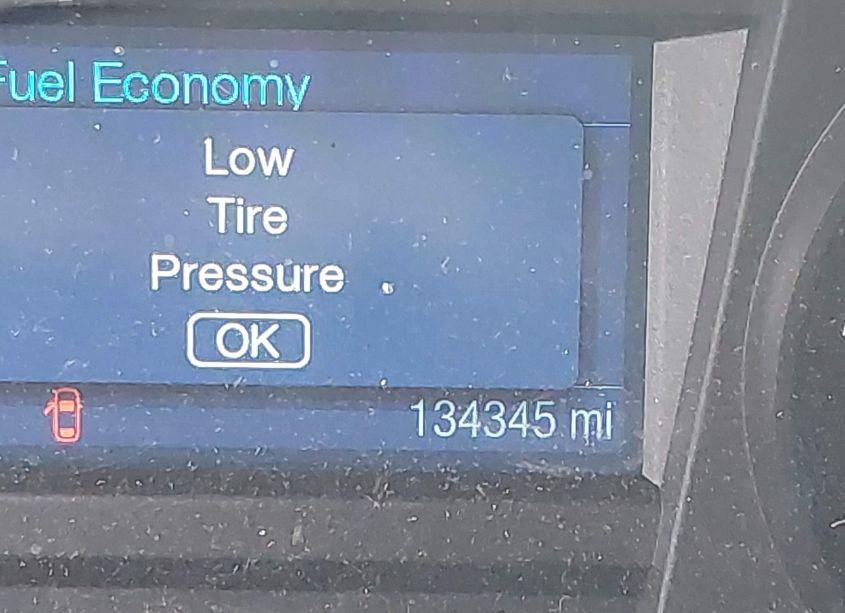 Fuel Economy
Low
Tire
Pressure
OK
134345 mi